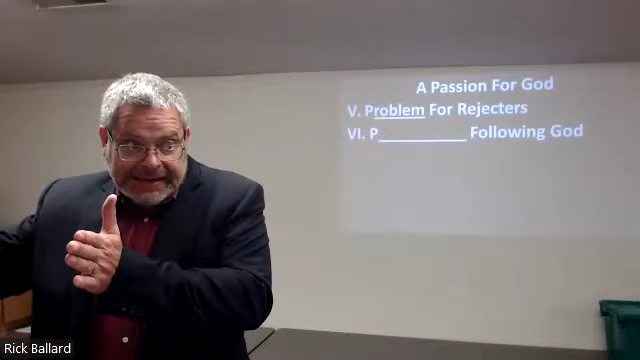 A Passion For God
V. Problem For Rejecters
VI. P__________ Following God
Rick Ballard